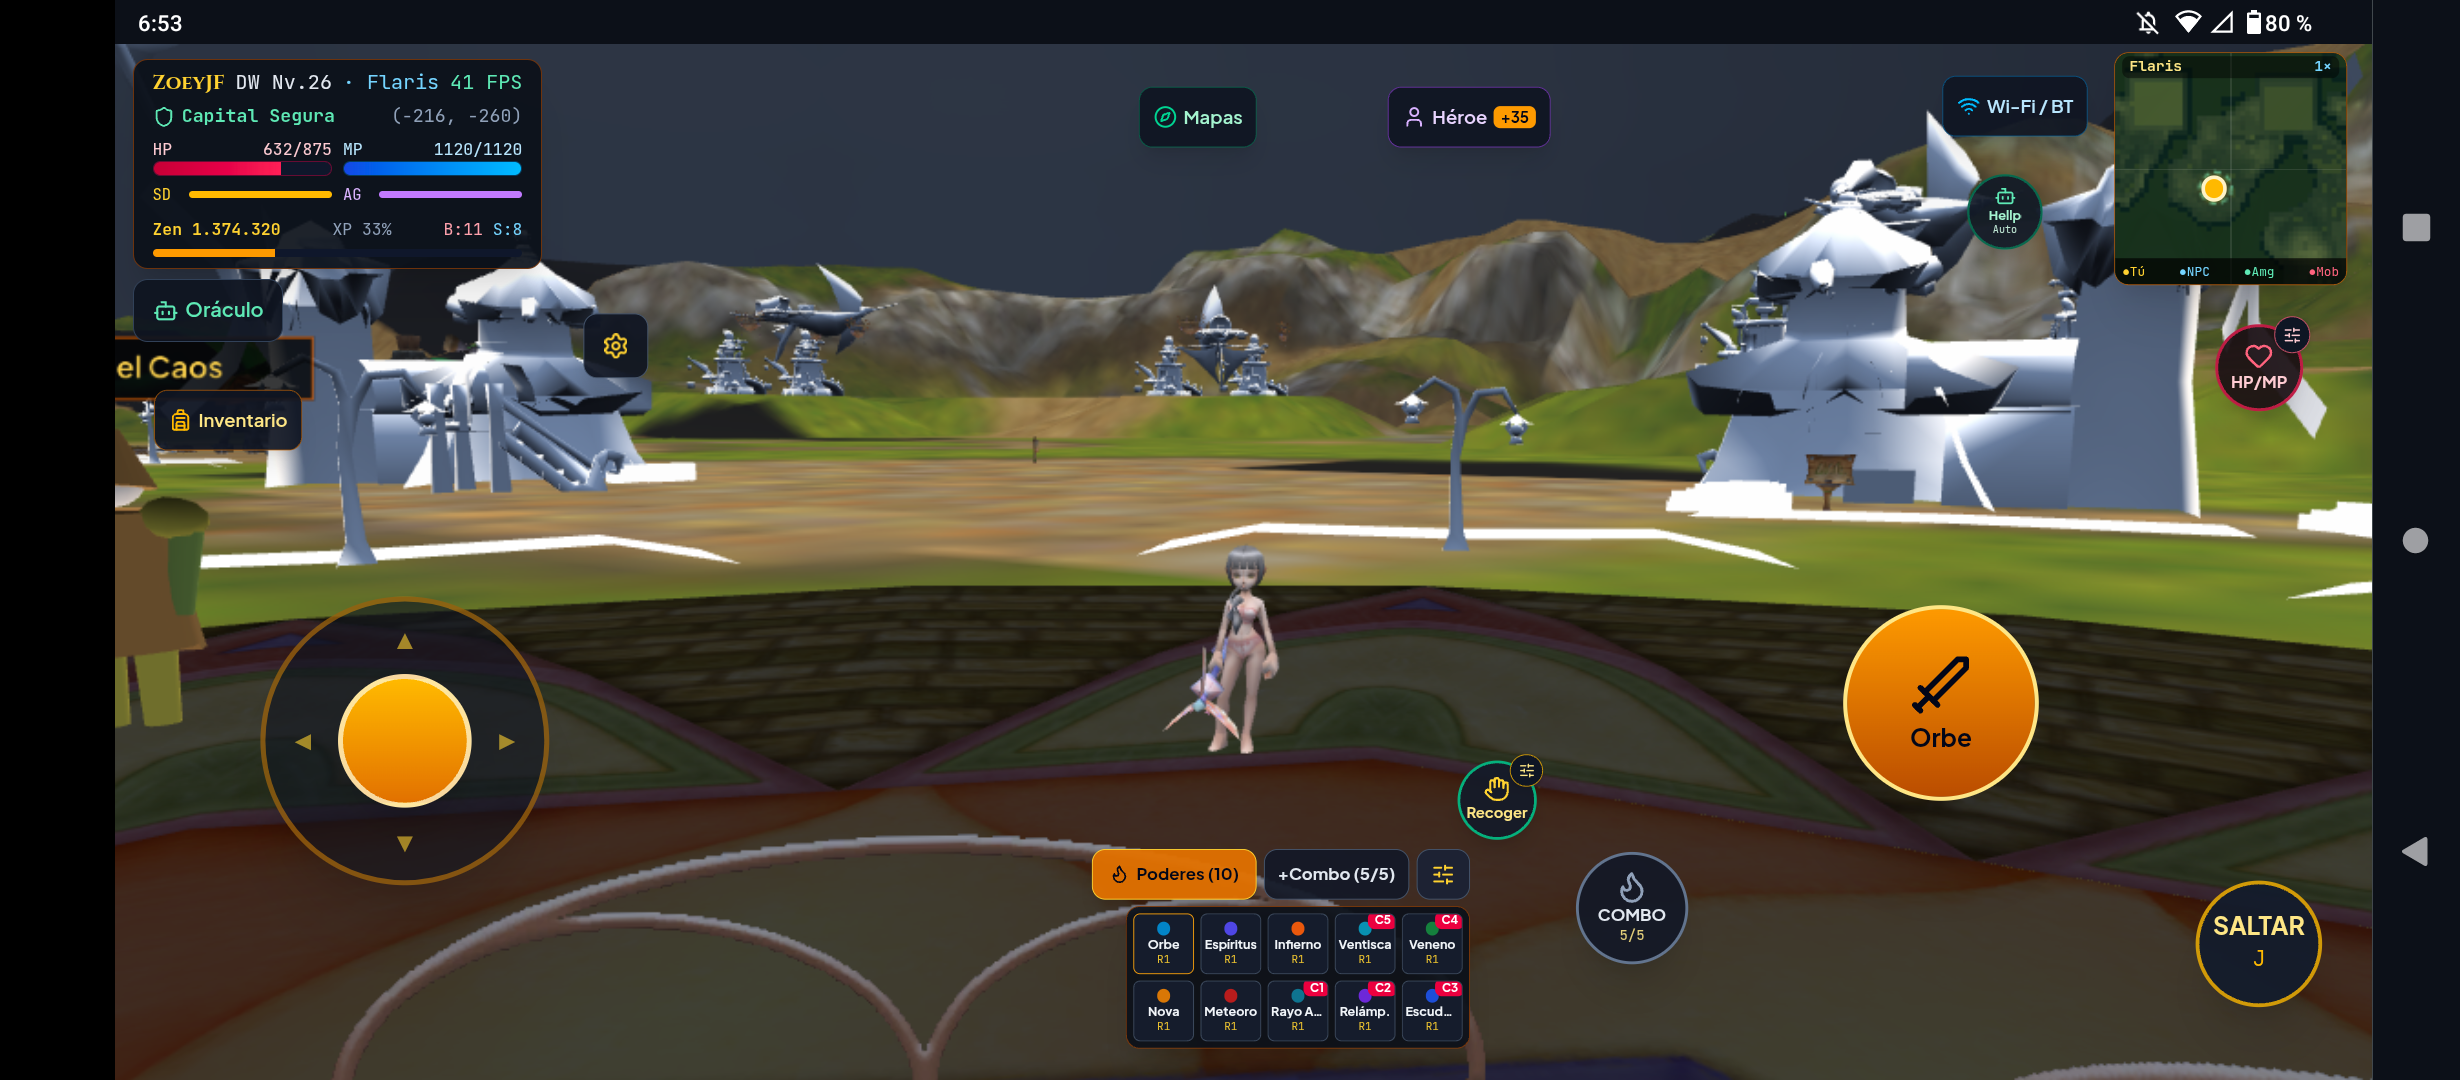 6:53
80 %
ZOEYJF DW Nv.26 · Flaris 41 FPS
Capital Segura (-216, -260)
HP 632/875 MP 1120/1120
SD AG
Zen 1.374.320 XP 33% B:11 S:8
Oráculo
el Caos
Inventario
Mapas
Héroe +35
Wi-Fi / BT
Hellp
Auto
Flaris 1×
Tú NPC Amg Mob
HP/MP
Orbe
Recoger
Poderes (10) +Combo (5/5)
C5 C4
Orbe Espíritus Infierno Ventisca Veneno
R1 R1 R1 R1 R1
C1 C2 C3
Nova Meteoro Rayo A… Relámp. Escud…
R1 R1 R1 R1 R1
COMBO
5/5
SALTAR
J